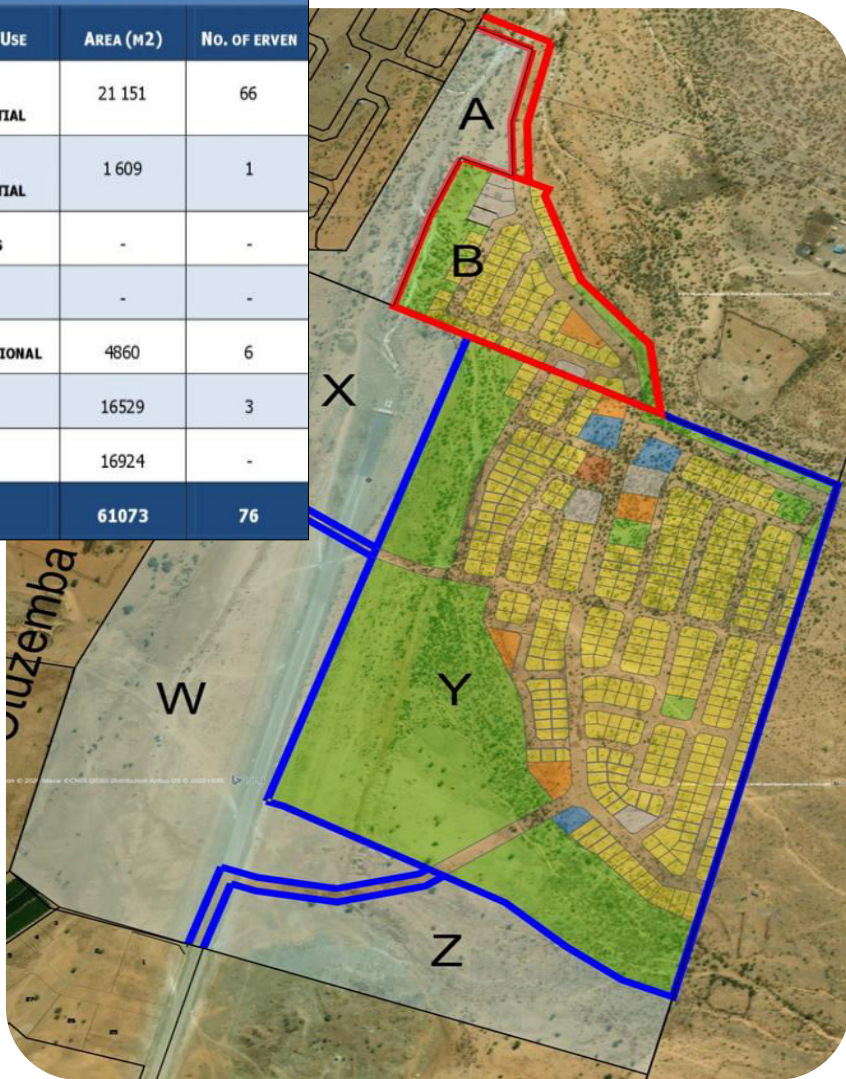 USE AREA (M2) NO. OF ERVEN
21 151 66
TIAL
1 609 1
TIAL
S - -
- -
IONAL 4860 6
16529 3
16924 -
61073 76
A
B
X
Otuzemba
W
Y
Z